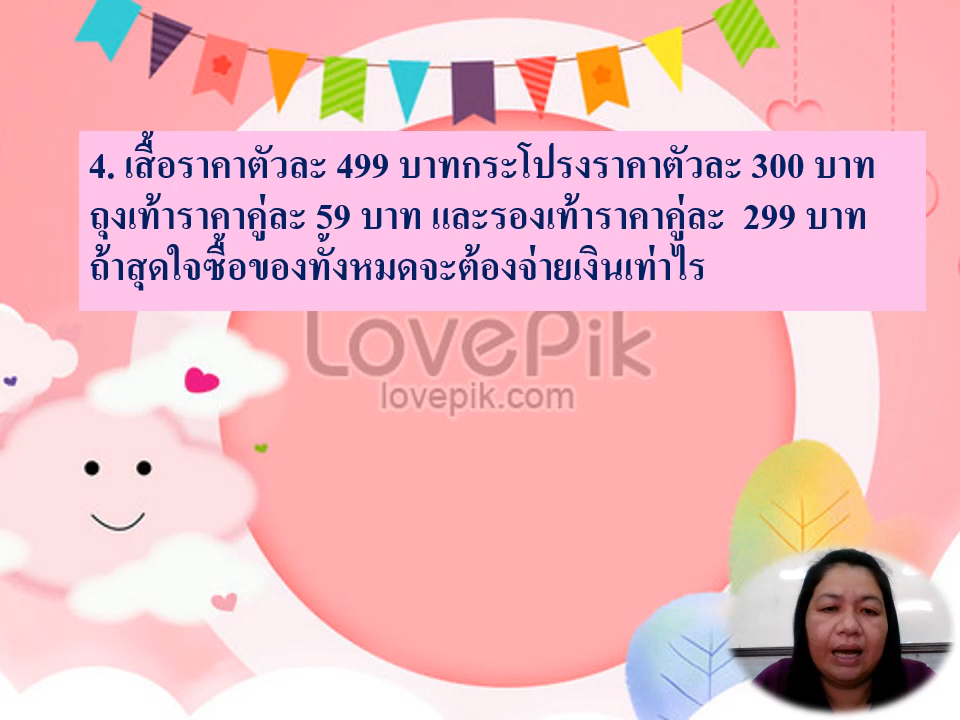 4. เสื้อราคาตัวละ 499 บาทกระโปรงราคาตัวละ 300 บาท
ถุงเท้าราคาคู่ละ 59 บาท และรองเท้าราคาคู่ละ 299 บาท
ถ้าสุดใจซื้อของทั้งหมดจะต้องจ่ายเงินเท่าไร
LovePik
lovepik.com